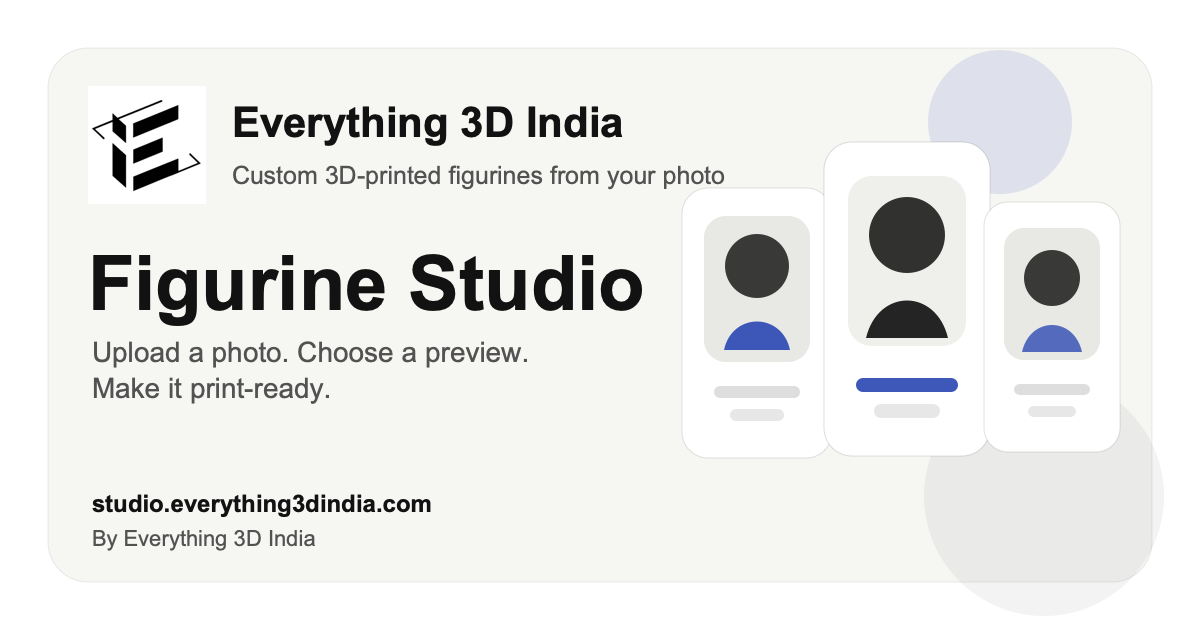 Everything 3D India
Custom 3D-printed figurines from your photo
Figurine Studio
Upload a photo. Choose a preview.
Make it print-ready.
studio.everything3dindia.com
By Everything 3D India